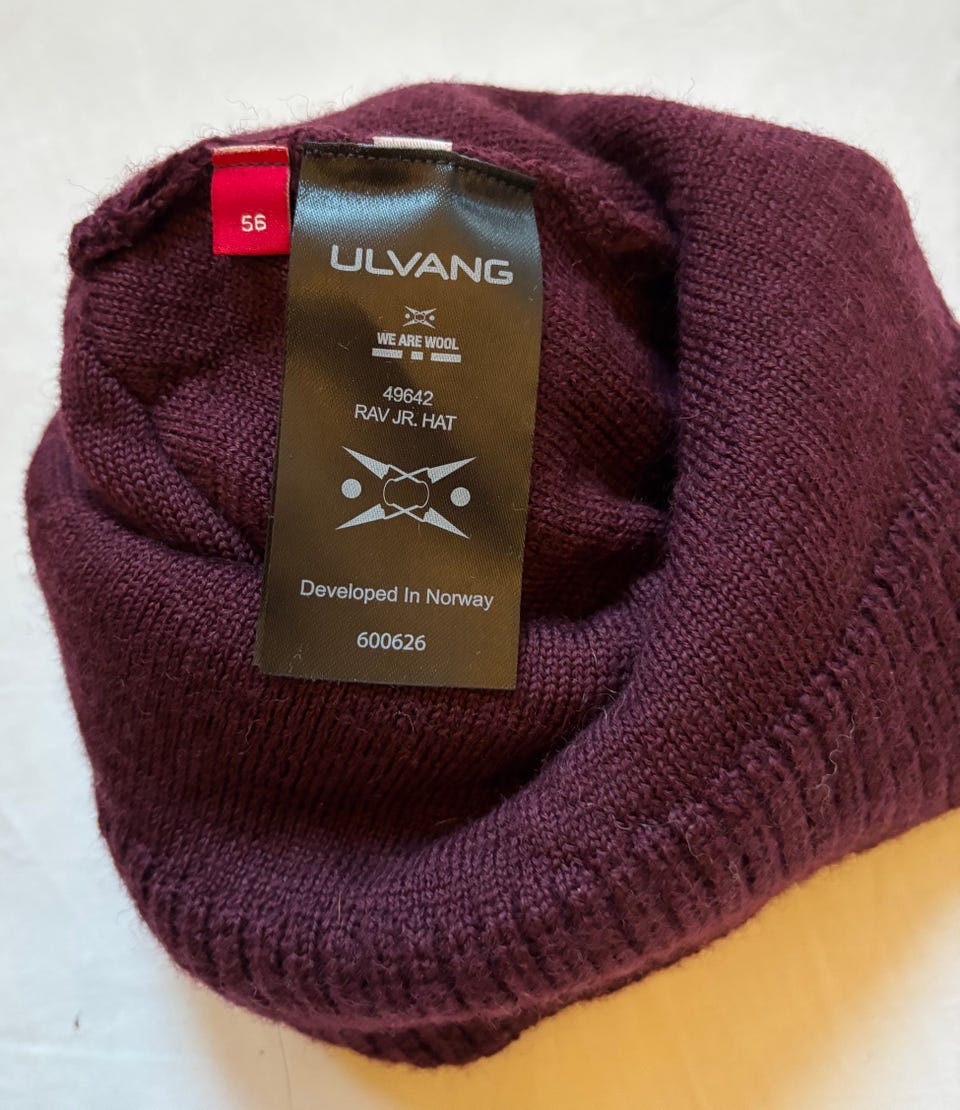 56
ULVANG
WE ARE WOOL
49642
RAV JR. HAT
Developed In Norway
600626